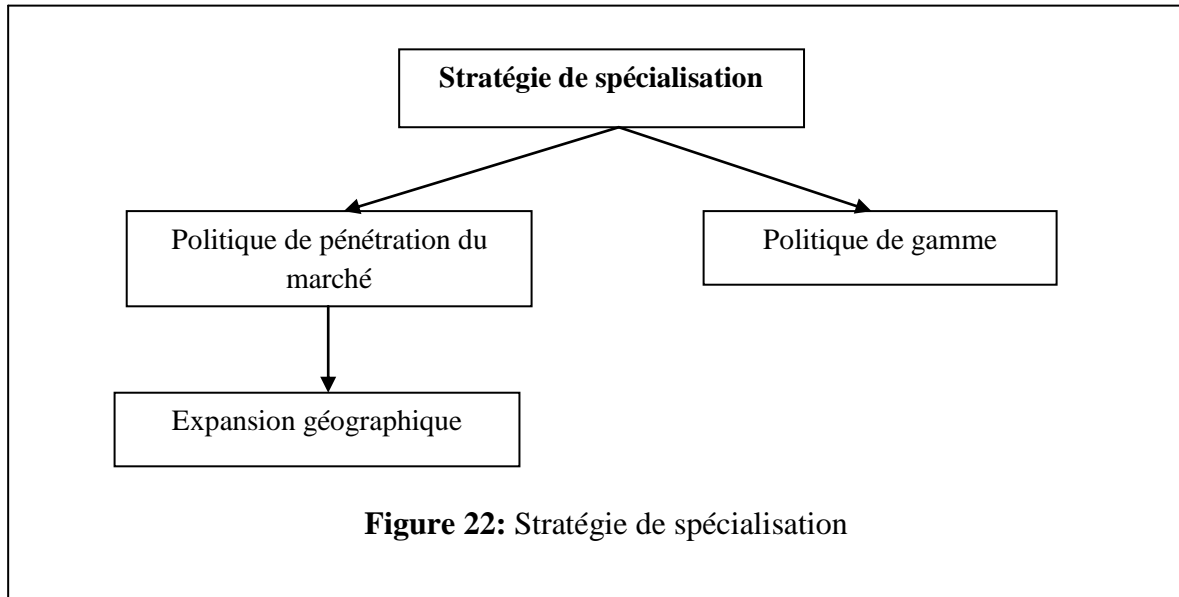 Stratégie de spécialisation
Politique de pénétration du
marché
Politique de gamme
Expansion géographique
Figure 22: Stratégie de spécialisation